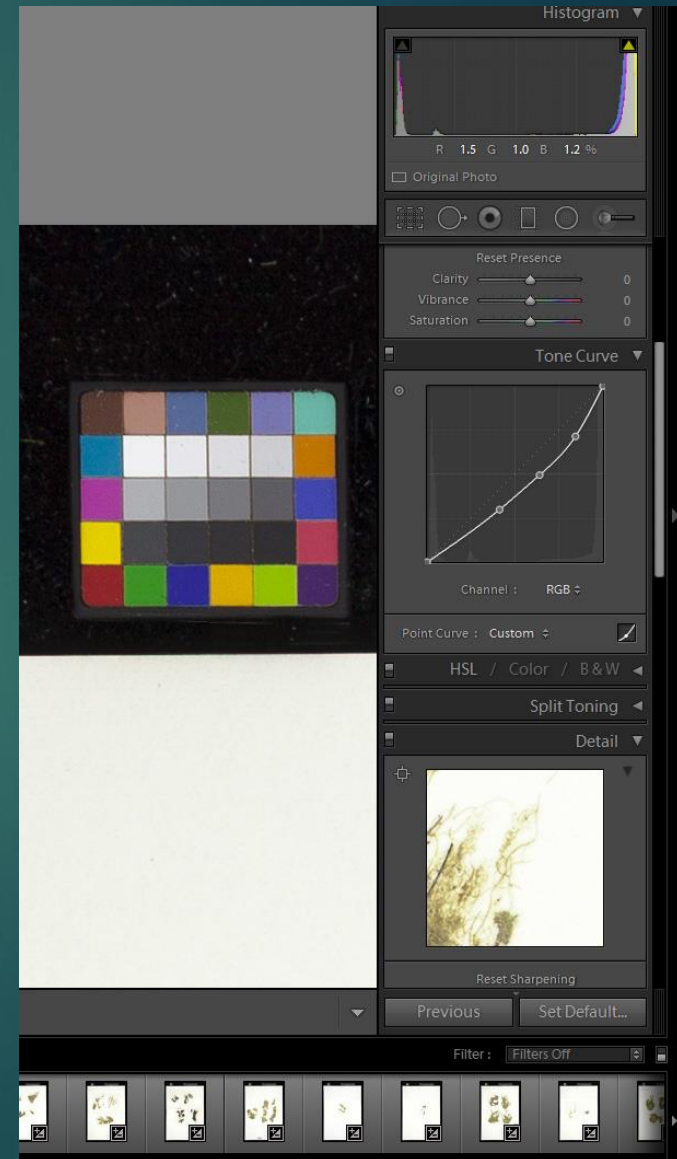 Histogram
R 1.5 G 1.0 B 1.2 %
Original Photo
Reset Presence
Clarity 0
Vibrance 0
Saturation 0
Tone Curve
Channel : RGB
Point Curve : Custom
HSL / Color / B & W
Split Toning
Detail
Reset Sharpening
Previous Set Default...
Filter : Filters Off